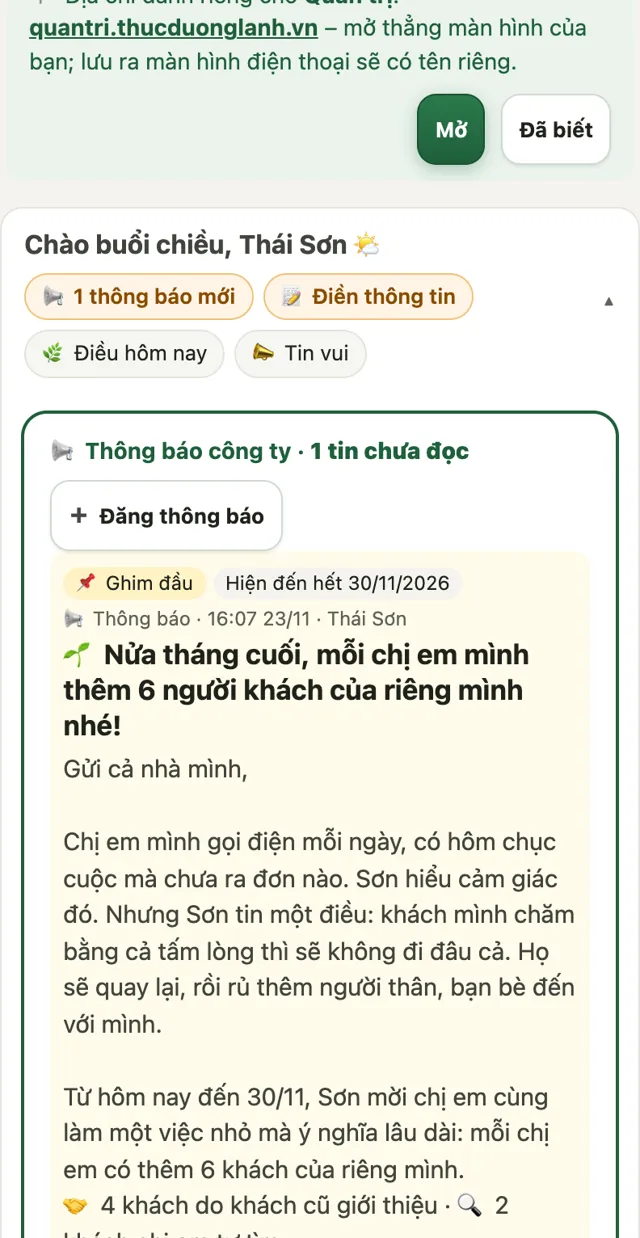 Địa chỉ dành riêng cho Quản trị:
quantri.thucduonglanh.vn – mở thẳng màn hình của
bạn; lưu ra màn hình điện thoại sẽ có tên riêng.
Mở
Đã biết
Chào buổi chiều, Thái Sơn 🌤️
📢 1 thông báo mới
📝 Điền thông tin
▲
🌿 Điều hôm nay
📣 Tin vui
📢 Thông báo công ty · 1 tin chưa đọc
+ Đăng thông báo
📌 Ghim đầu
Hiện đến hết 30/11/2026
📢 Thông báo · 16:07 23/11 · Thái Sơn
🌱 Nửa tháng cuối, mỗi chị em mình
thêm 6 người khách của riêng mình
nhé!
Gửi cả nhà mình,
Chị em mình gọi điện mỗi ngày, có hôm chục
cuộc mà chưa ra đơn nào. Sơn hiểu cảm giác
đó. Nhưng Sơn tin một điều: khách mình chăm
bằng cả tấm lòng thì sẽ không đi đâu cả. Họ
sẽ quay lại, rồi rủ thêm người thân, bạn bè đến
với mình.
Từ hôm nay đến 30/11, Sơn mời chị em cùng
làm một việc nhỏ mà ý nghĩa lâu dài: mỗi chị
em có thêm 6 khách của riêng mình.
🤝 4 khách do khách cũ giới thiệu · 🔍 2